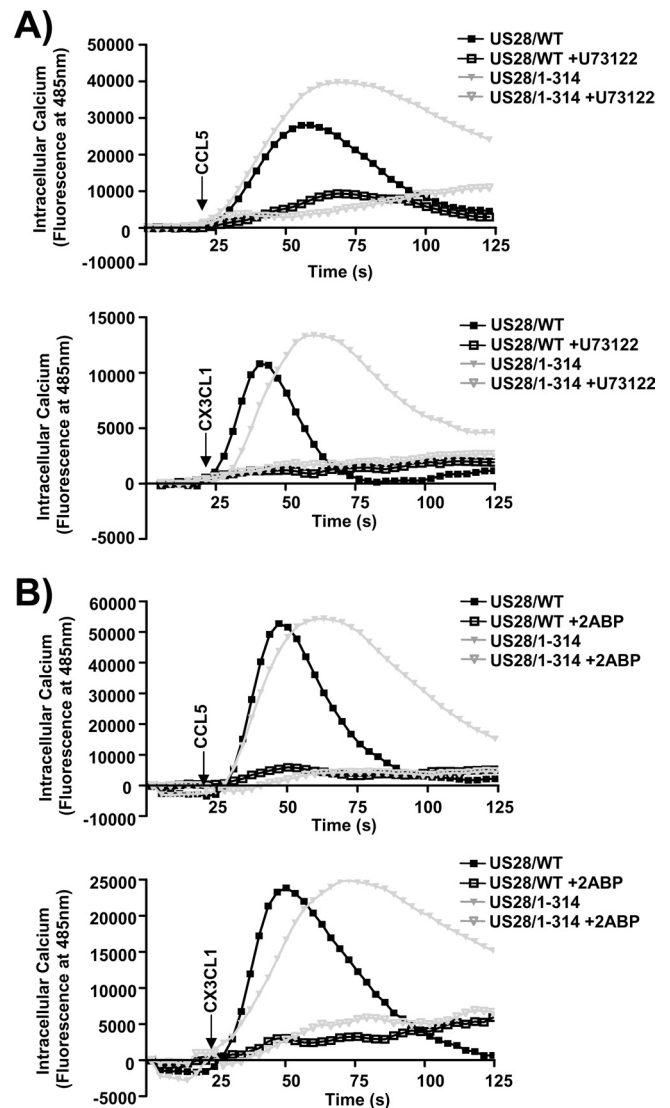 A)
Intracellular Calcium
(Fluorescence at 485nm)
50000
40000
30000
20000
10000
0
-10000
CCL5
US28/WT
US28/WT +U73122
US28/1-314
US28/1-314 +U73122
25
50
75
100
125
Time (s)
Intracellular Calcium
(Fluorescence at 485nm)
15000
10000
5000
0
-5000
CX3CL1
US28/WT
US28/WT +U73122
US28/1-314
US28/1-314 +U73122
25
50
75
100
125
Time (s)
B)
Intracellular Calcium
(Fluorescence at 485nm)
60000
50000
40000
30000
20000
10000
0
-10000
CCL5
US28/WT
US28/WT +2ABP
US28/1-314
US28/1-314 +2ABP
25
50
75
100
125
Time (s)
Intracellular Calcium
(Fluorescence at 485nm)
25000
20000
15000
10000
5000
0
-5000
CX3CL1
US28/WT
US28/WT +2ABP
US28/1-314
US28/1-314 +2ABP
25
50
75
100
125
Time (s)